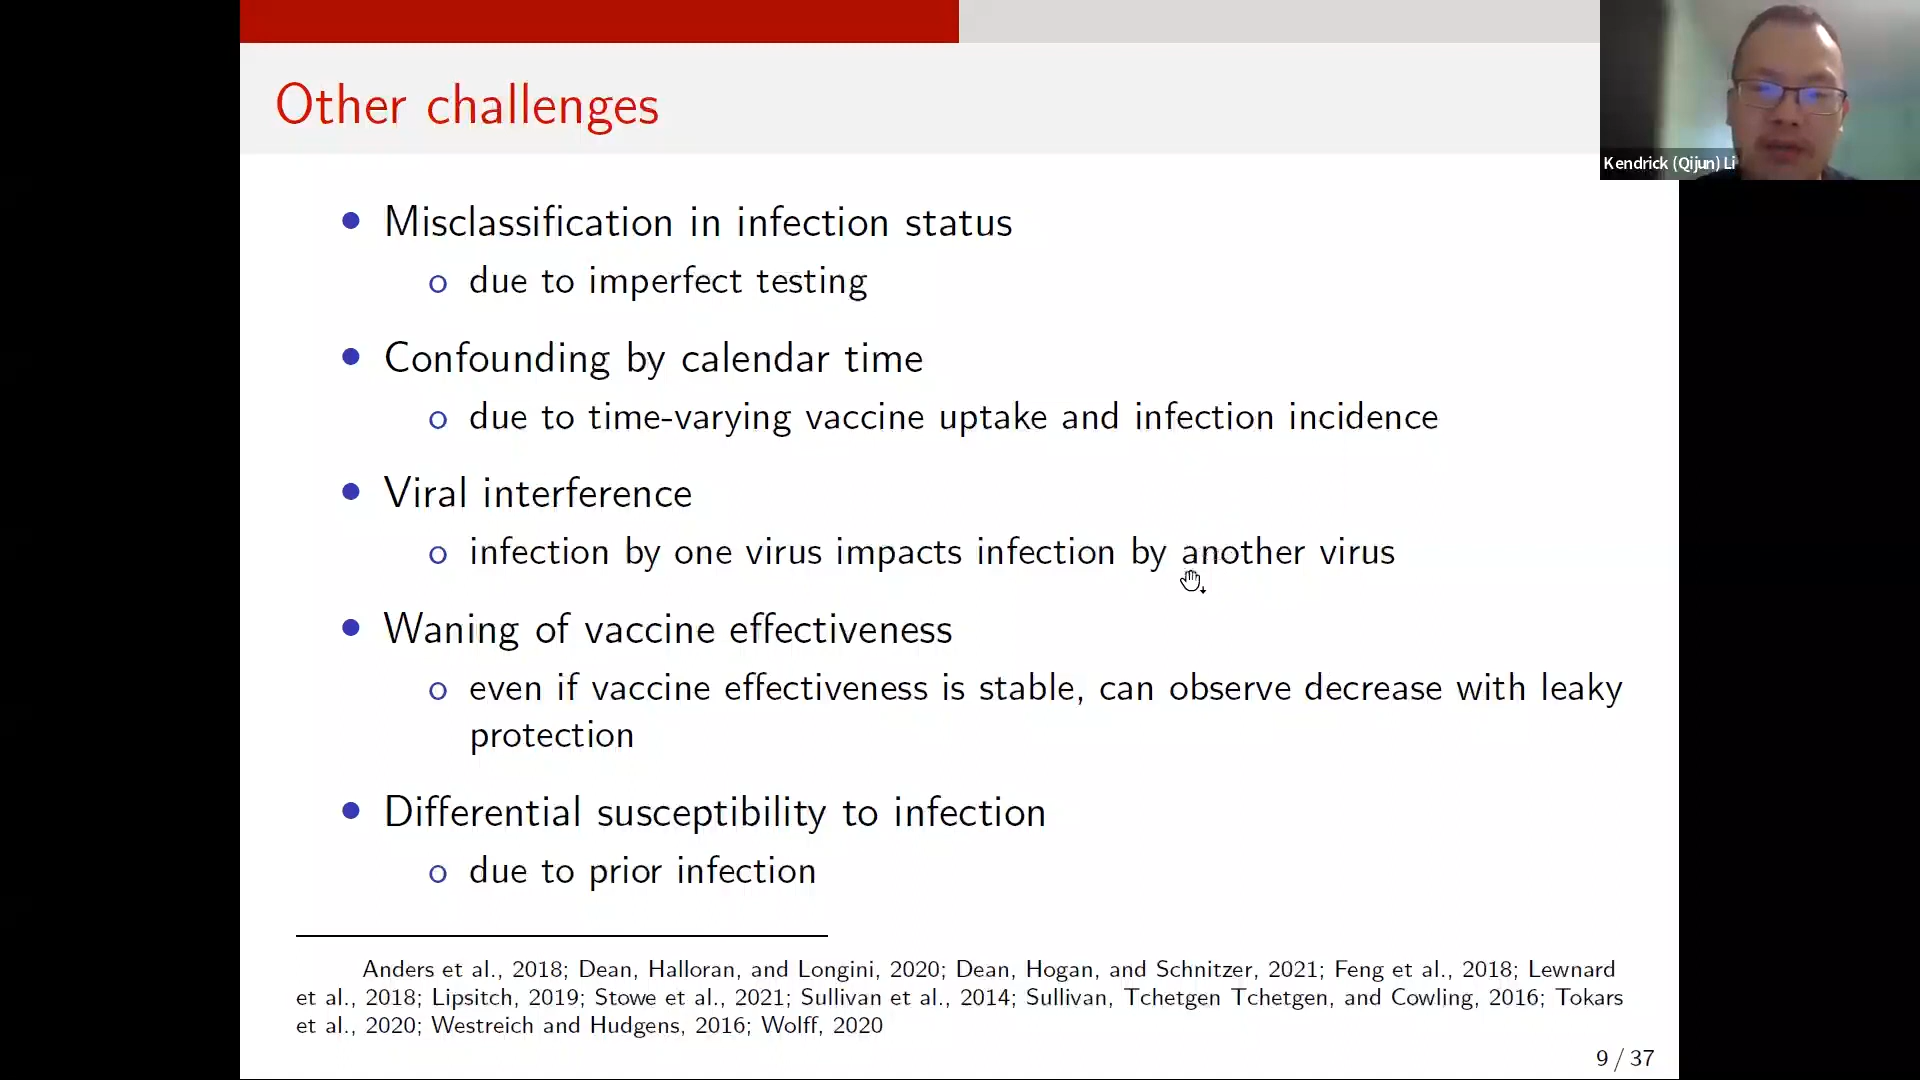 Other challenges
Kendrick (Qijun) Li
• Misclassification in infection status
o due to imperfect testing
• Confounding by calendar time
o due to time-varying vaccine uptake and infection incidence
• Viral interference
o infection by one virus impacts infection by another virus
• Waning of vaccine effectiveness
o even if vaccine effectiveness is stable, can observe decrease with leaky
protection
• Differential susceptibility to infection
o due to prior infection
Anders et al., 2018; Dean, Halloran, and Longini, 2020; Dean, Hogan, and Schnitzer, 2021; Feng et al., 2018; Lewnard
et al., 2018; Lipsitch, 2019; Stowe et al., 2021; Sullivan et al., 2014; Sullivan, Tchetgen Tchetgen, and Cowling, 2016; Tokars
et al., 2020; Westreich and Hudgens, 2016; Wolff, 2020
9 / 37